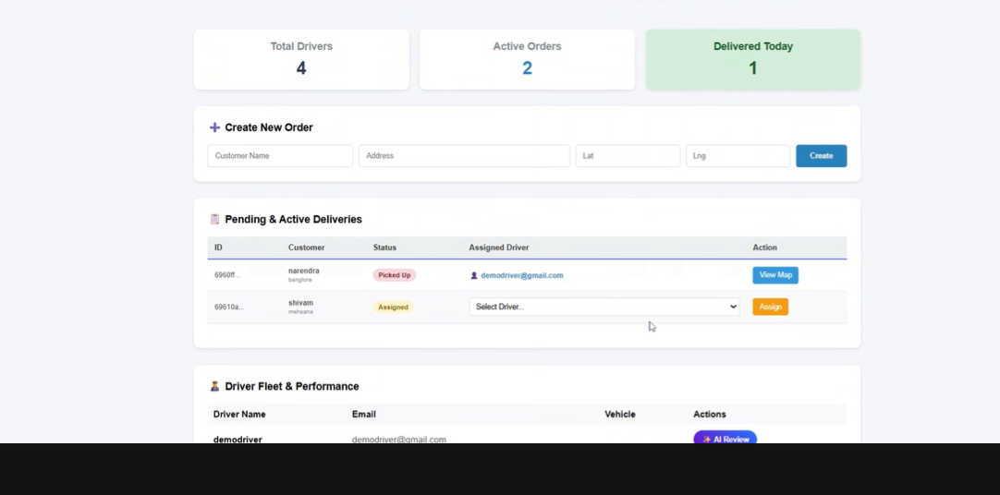 Total Drivers
4
Active Orders
2
Delivered Today
1
Create New Order
Customer Name Address Lat Lng Create
Pending & Active Deliveries
ID Customer Status Assigned Driver Action
6960ff... narendra Picked Up demodriver@gmail.com View Map
banglore
69610a... shivam Assigned Select Driver... Assign
mehsana
Driver Fleet & Performance
Driver Name Email Vehicle Actions
demodriver demodriver@gmail.com AI Review